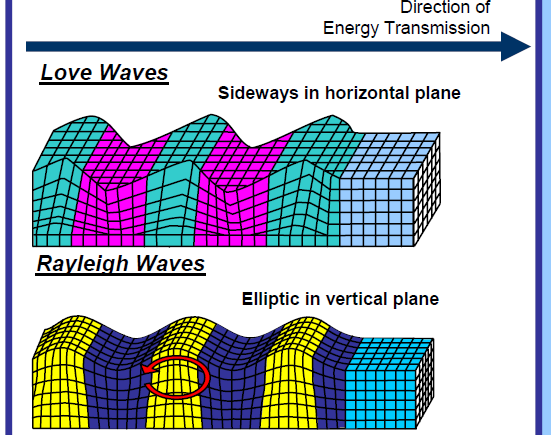 Direction of
Energy Transmission
Love Waves
Sideways in horizontal plane
Rayleigh Waves
Elliptic in vertical plane